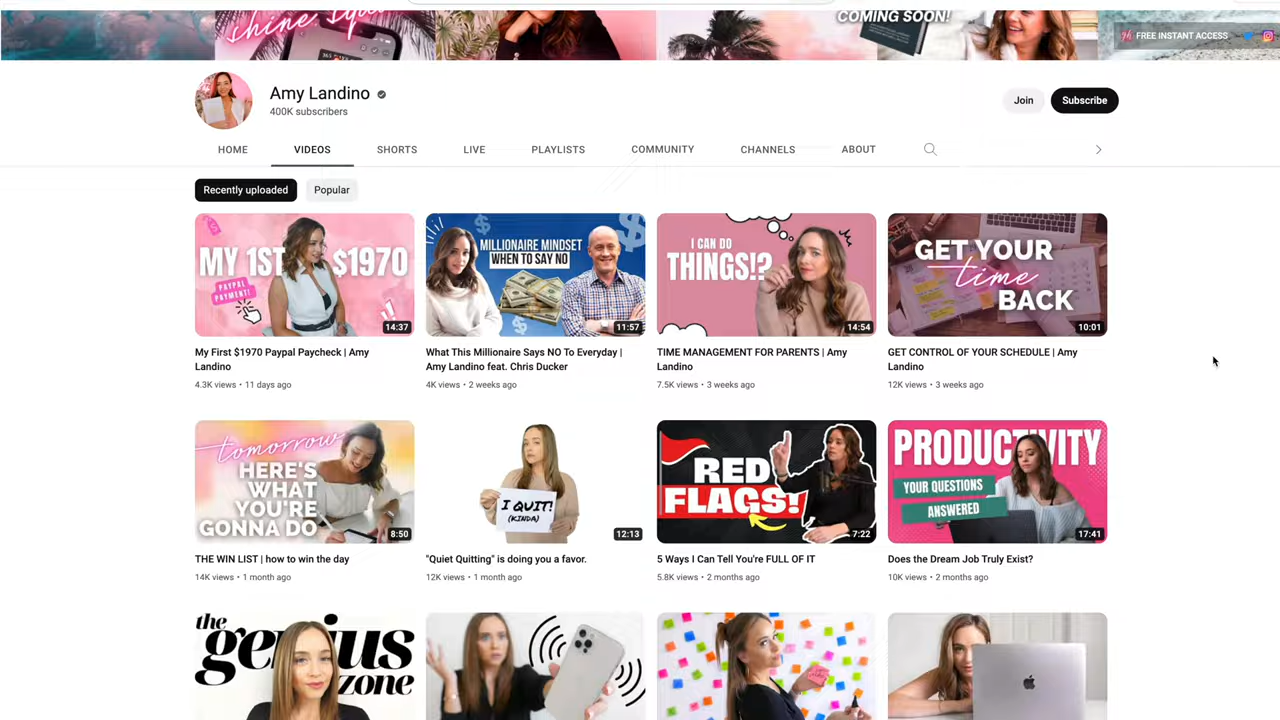 shine squad
COMING SOON!
FREE INSTANT ACCESS
Amy Landino
400K subscribers
Join
Subscribe
HOME
VIDEOS
SHORTS
LIVE
PLAYLISTS
COMMUNITY
CHANNELS
ABOUT
Recently uploaded
Popular
MY 1ST $1970
PAYPAL
PAYMENT!
14:37
MILLIONAIRE MINDSET
WHEN TO SAY NO
11:57
I CAN DO
THINGS!?
14:54
GET YOUR
time
BACK
10:01
My First $1970 Paypal Paycheck | Amy
Landino
4.3K views • 11 days ago
What This Millionaire Says NO To Everyday |
Amy Landino feat. Chris Ducker
4K views • 2 weeks ago
TIME MANAGEMENT FOR PARENTS | Amy
Landino
7.5K views • 3 weeks ago
GET CONTROL OF YOUR SCHEDULE | Amy
Landino
12K views • 3 weeks ago
tomorrow
HERE'S
WHAT
YOU'RE
GONNA DO
8:50
I QUIT!
(KINDA)
12:13
RED
FLAGS!
7:22
PRODUCTIVITY
YOUR QUESTIONS
ANSWERED
17:41
THE WIN LIST | how to win the day
14K views • 1 month ago
"Quiet Quitting" is doing you a favor.
12K views • 1 month ago
5 Ways I Can Tell You're FULL OF IT
5.8K views • 2 months ago
Does the Dream Job Truly Exist?
10K views • 2 months ago
the
genius
zone